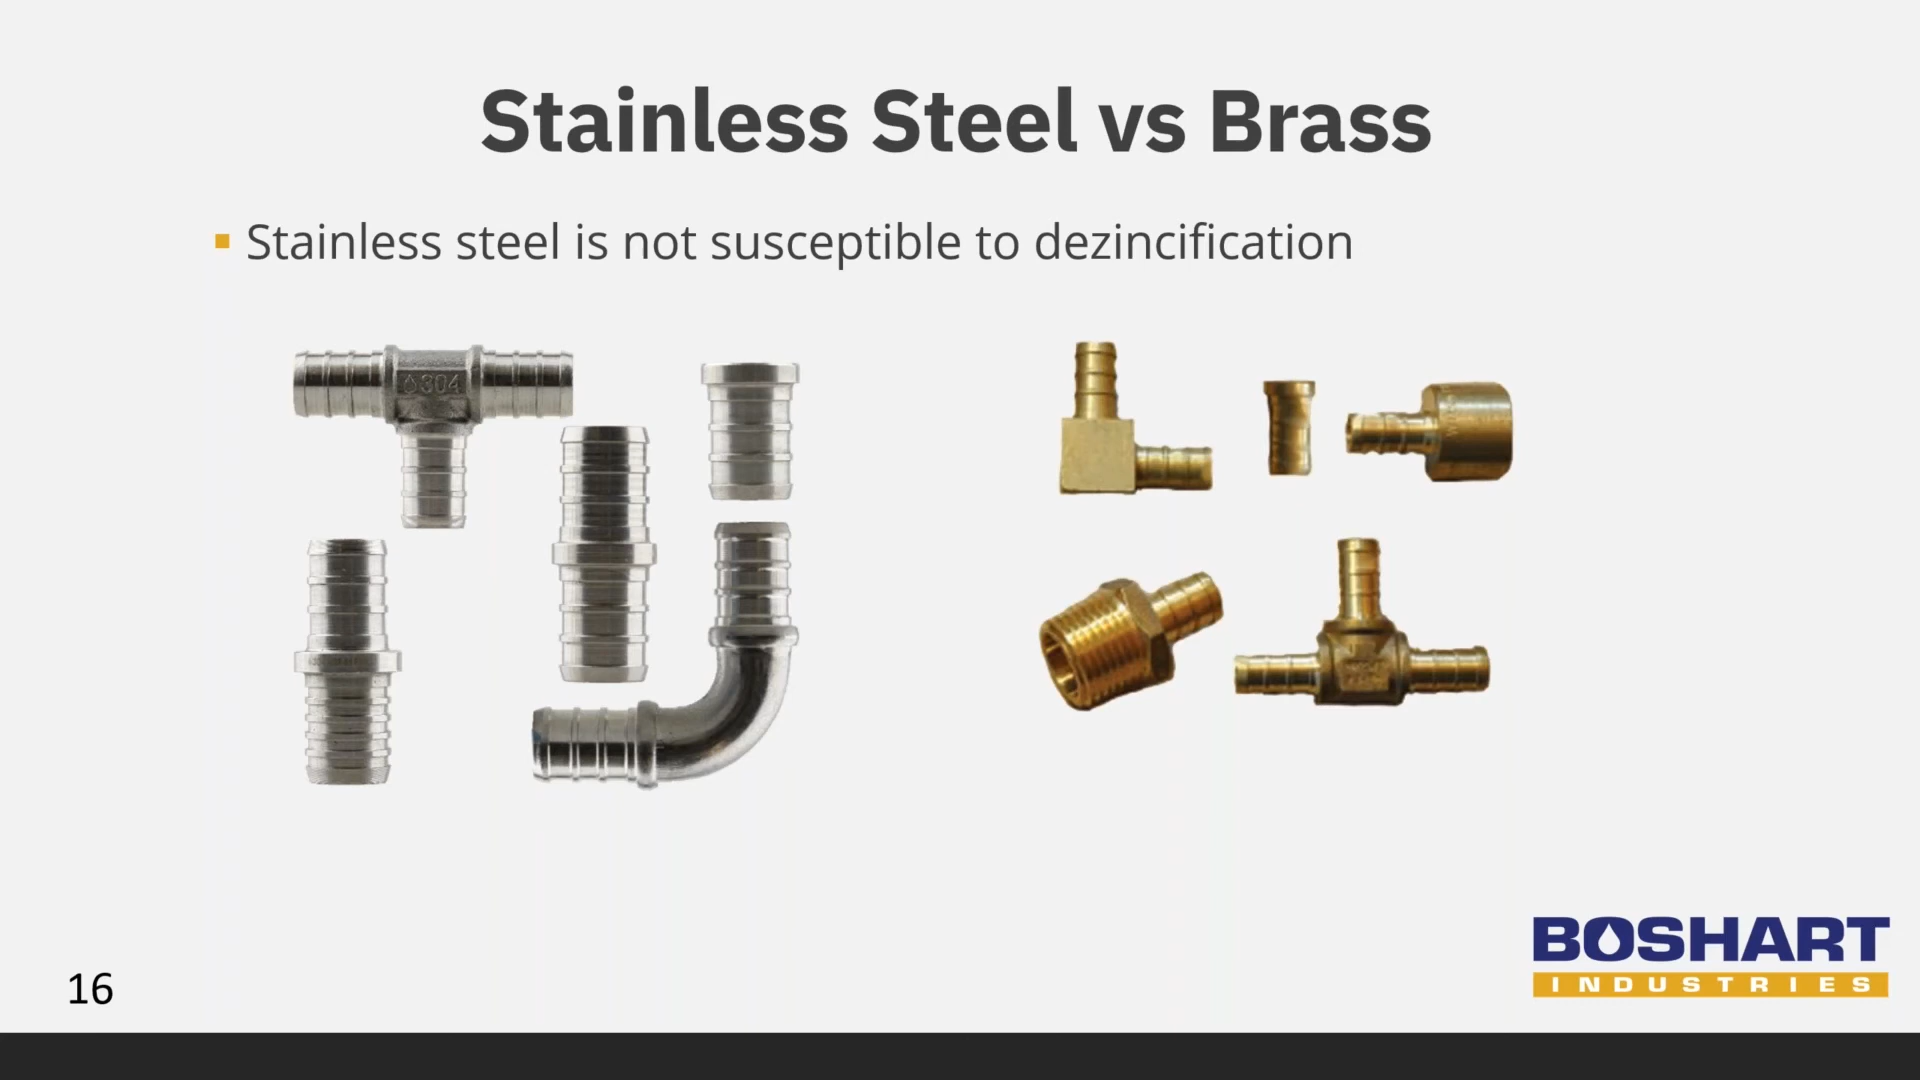 Stainless Steel vs Brass
▪ Stainless steel is not susceptible to dezincification
304
16
BOSHART
INDUSTRIES